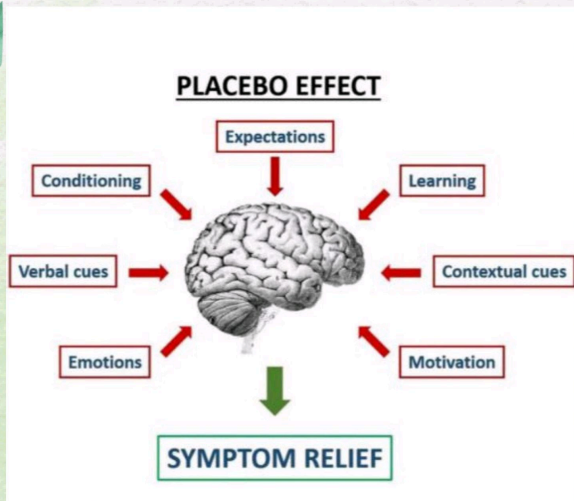 PLACEBO EFFECT
Expectations
Conditioning
Learning
Verbal cues
Contextual cues
Emotions
Motivation
SYMPTOM RELIEF